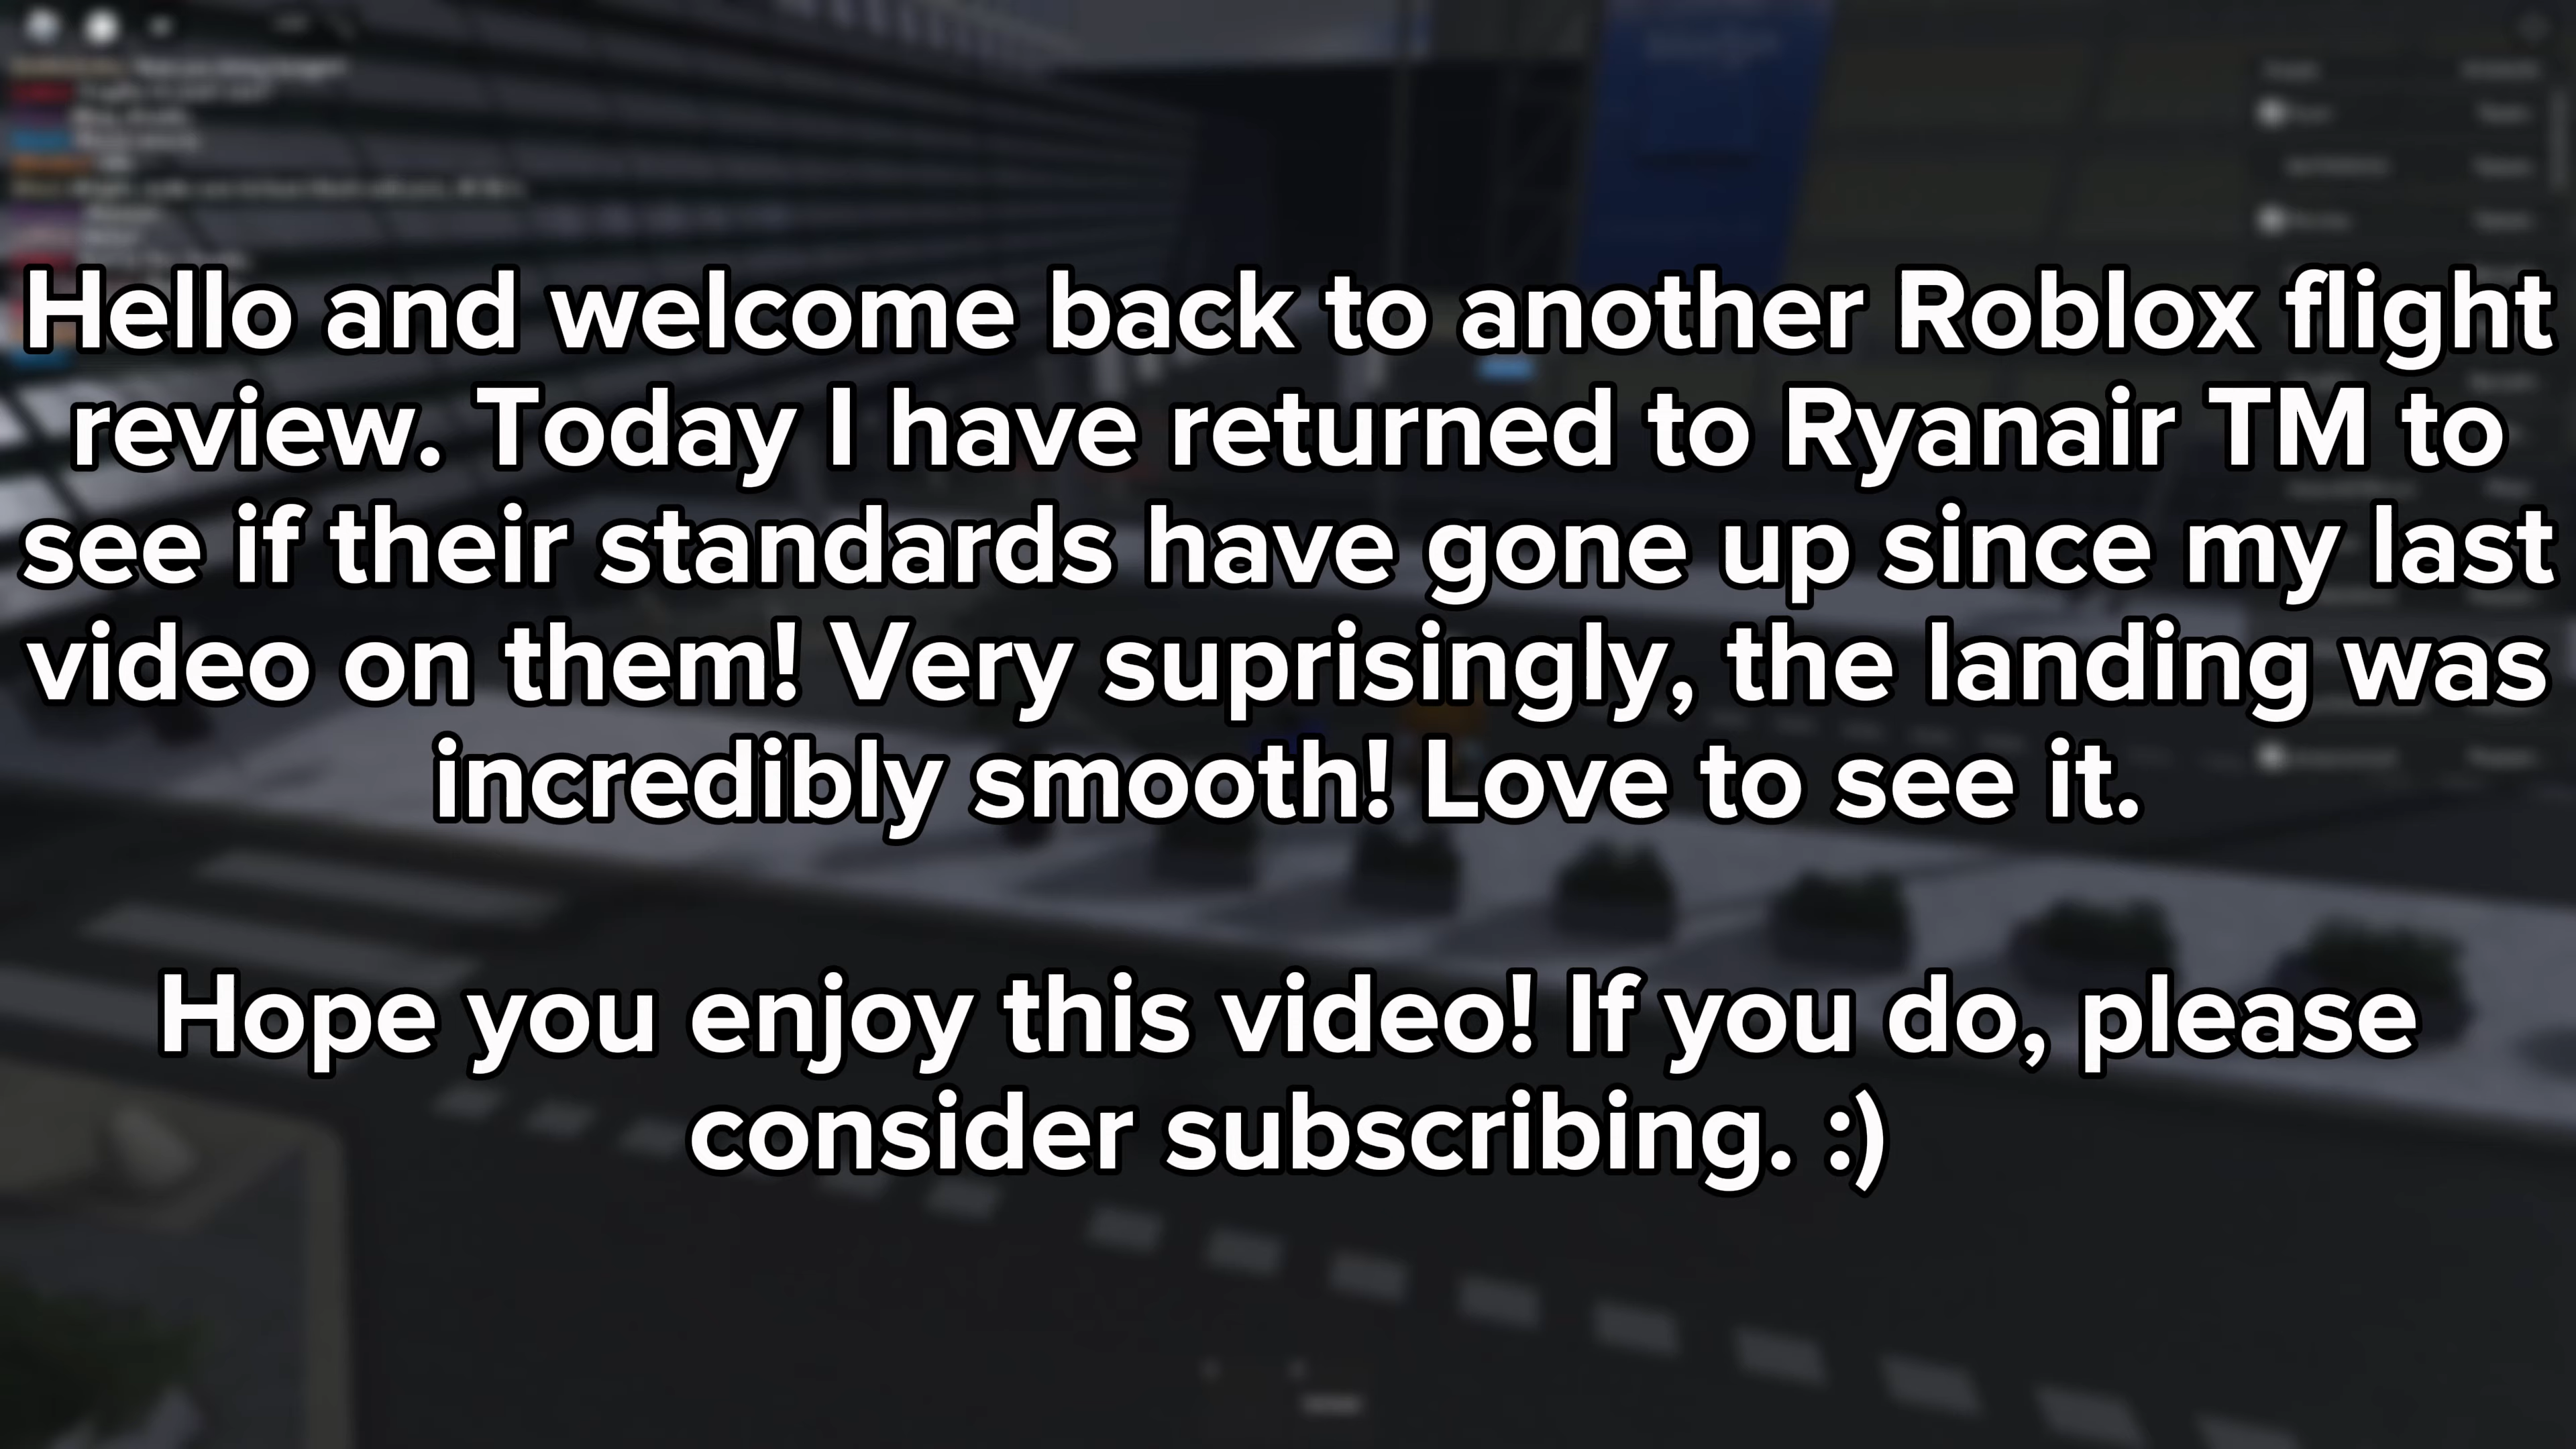 Hello and welcome back to another Roblox flight
review. Today I have returned to Ryanair TM to
see if their standards have gone up since my last
video on them! Very suprisingly, the landing was
incredibly smooth! Love to see it.
Hope you enjoy this video! If you do, please
consider subscribing. :)